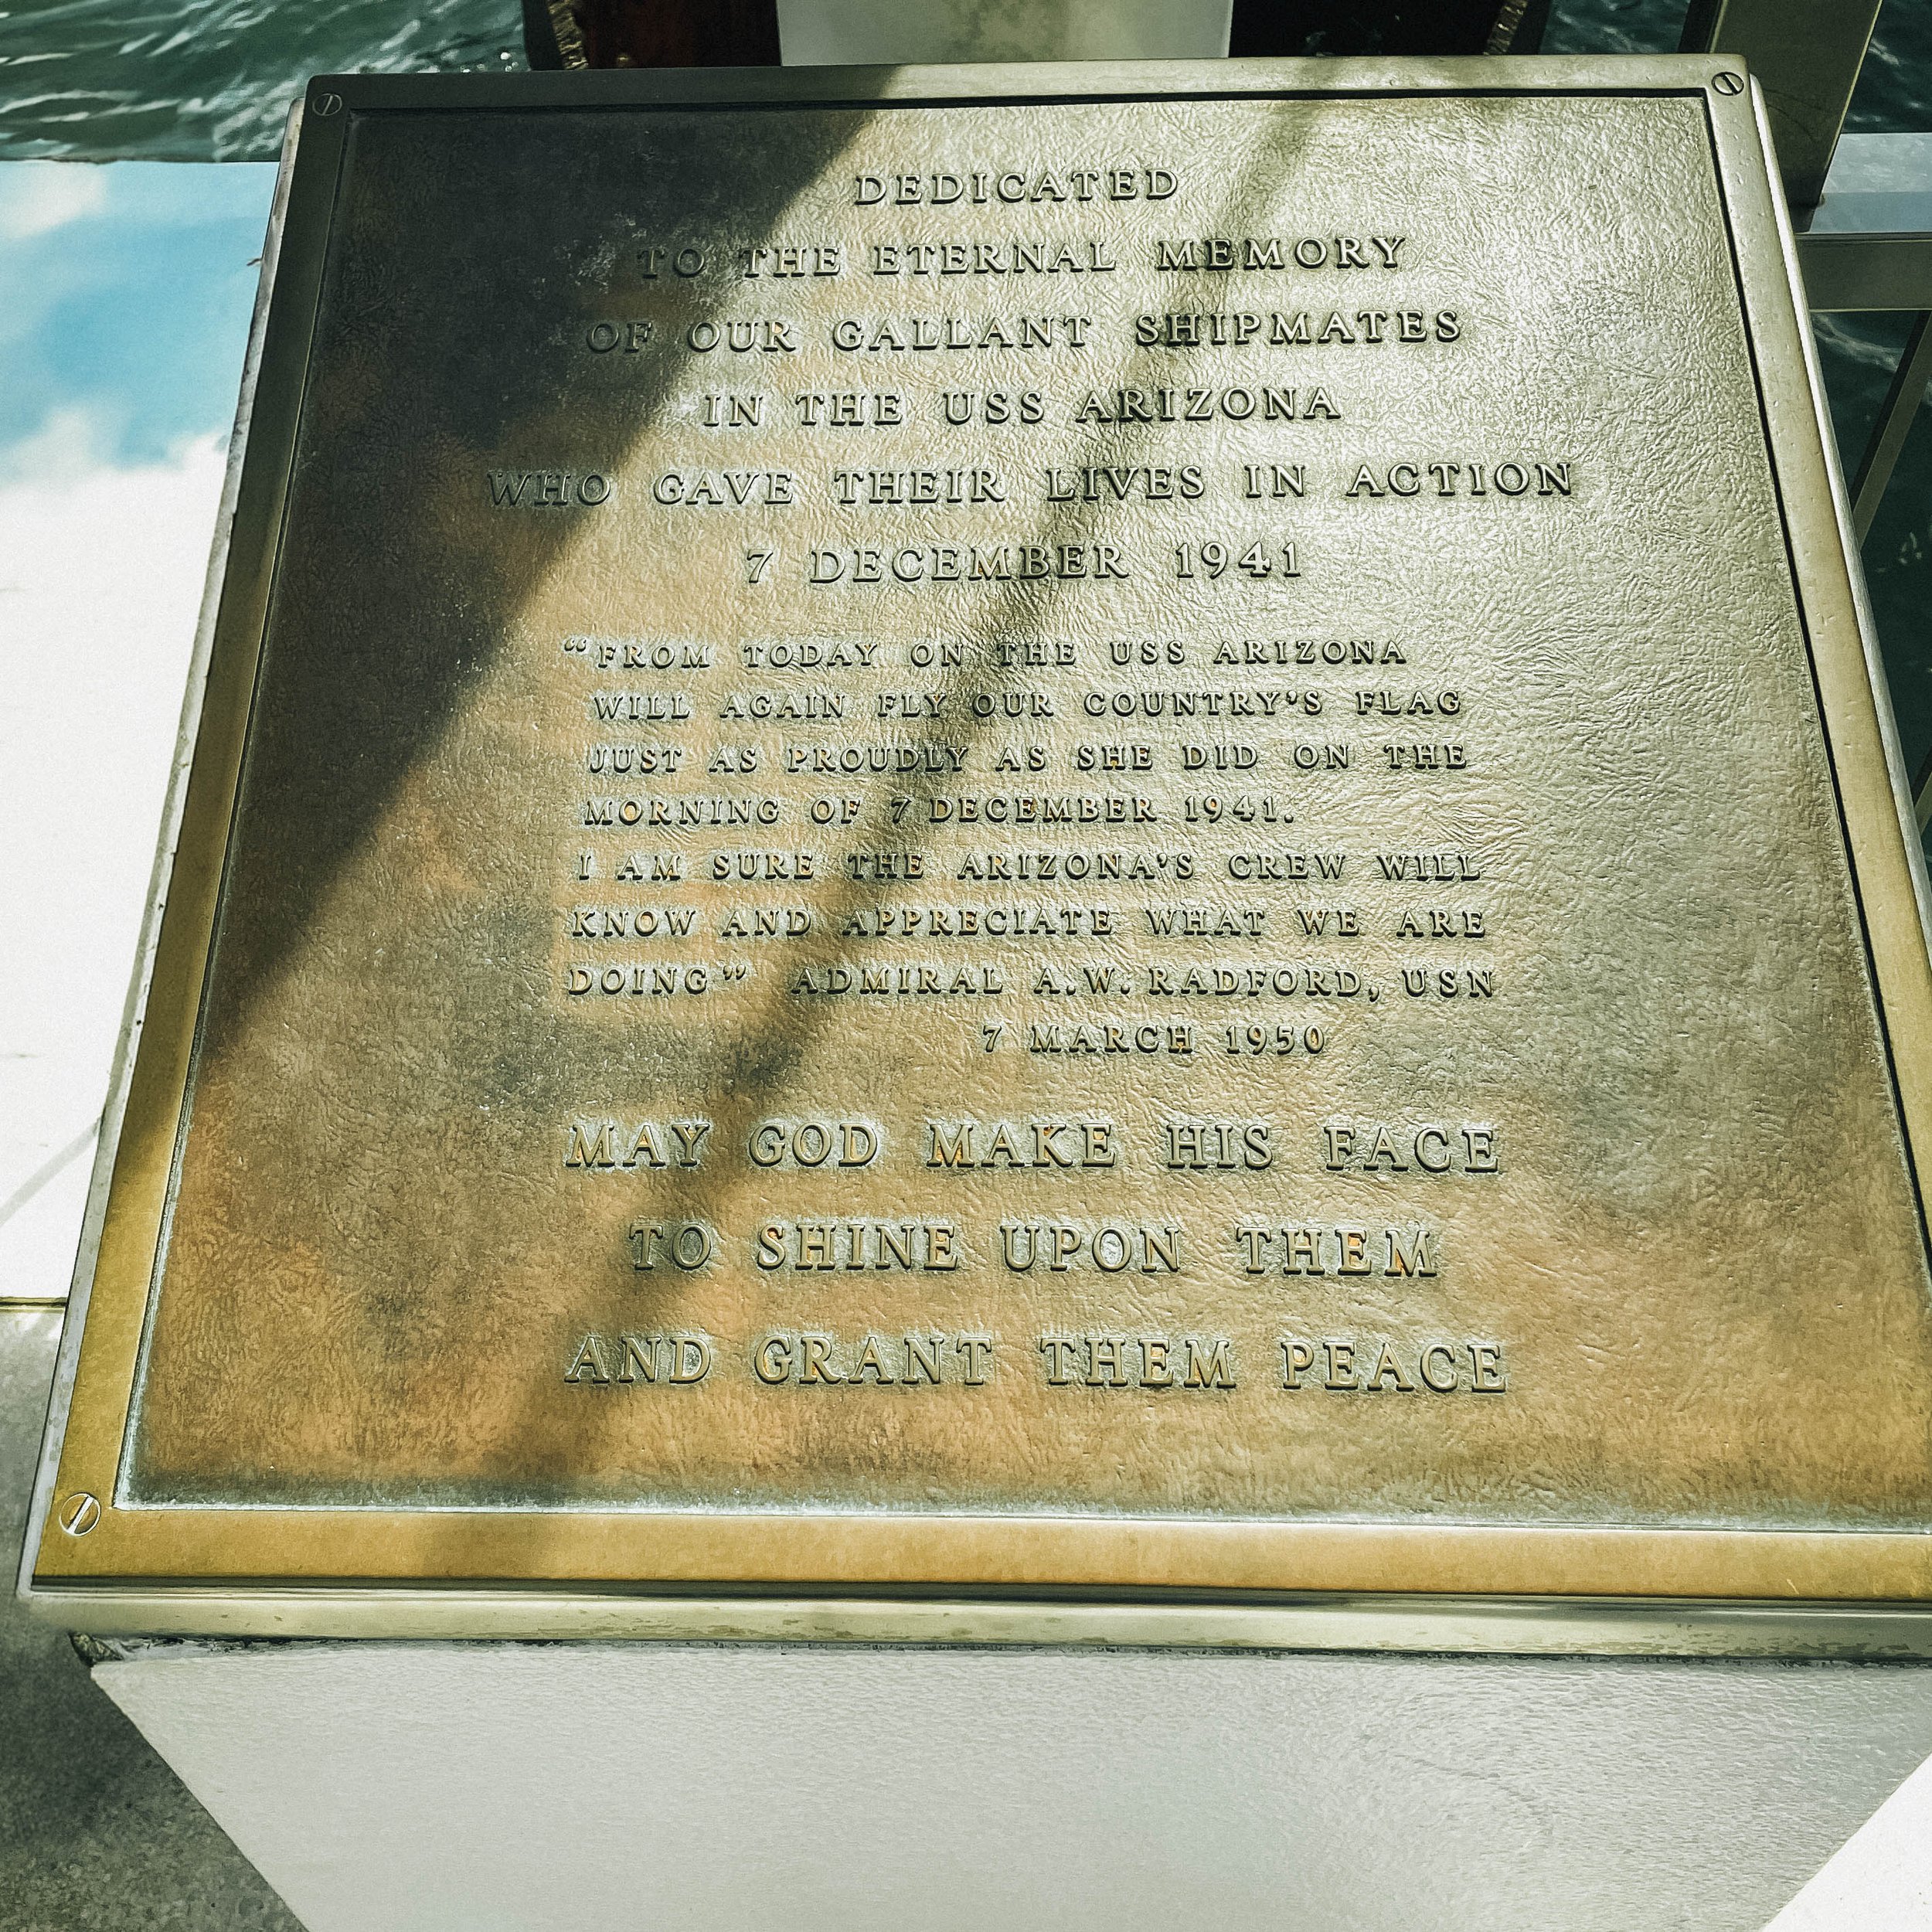 DEDICATED
TO THE ETERNAL MEMORY
OF OUR GALLANT SHIPMATES
IN THE USS ARIZONA
WHO GAVE THEIR LIVES IN ACTION
7 DECEMBER 1941
“FROM TODAY ON THE USS ARIZONA
WILL AGAIN FLY OUR COUNTRY’S FLAG
JUST AS PROUDLY AS SHE DID ON THE
MORNING OF 7 DECEMBER 1941.
I AM SURE THE ARIZONA’S CREW WILL
KNOW AND APPRECIATE WHAT WE ARE
DOING” ADMIRAL A.W. RADFORD, USN
7 MARCH 1950
MAY GOD MAKE HIS FACE
TO SHINE UPON THEM
AND GRANT THEM PEACE